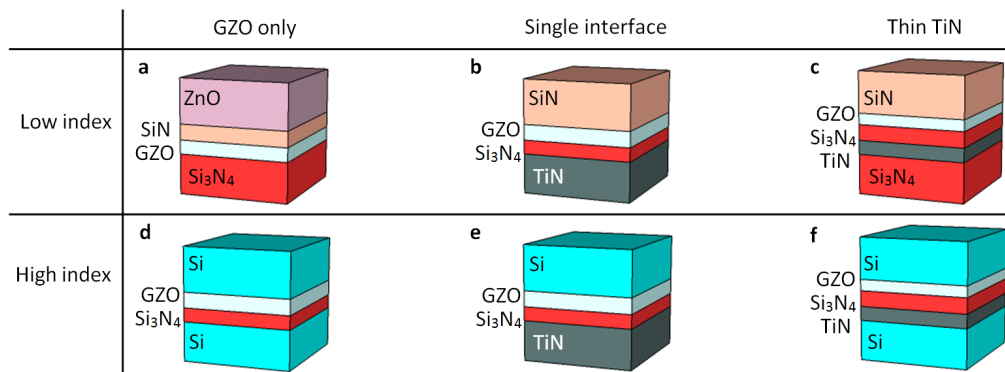 GZO only
Single interface
Thin TiN
Low index
a
ZnO
SiN
GZO
Si₃N₄
b
SiN
GZO
Si₃N₄
TiN
c
SiN
GZO
Si₃N₄
TiN
Si₃N₄
High index
d
Si
GZO
Si₃N₄
Si
e
Si
GZO
Si₃N₄
TiN
f
Si
GZO
Si₃N₄
TiN
Si